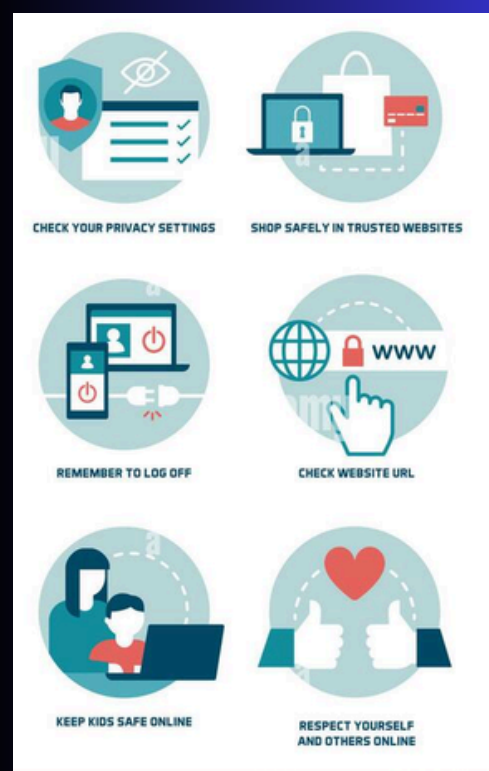 CHECK YOUR PRIVACY SETTINGS
SHOP SAFELY IN TRUSTED WEBSITES
WWW
REMEMBER TO LOG OFF
CHECK WEBSITE URL
KEEP KIDS SAFE ONLINE
RESPECT YOURSELF
AND OTHERS ONLINE